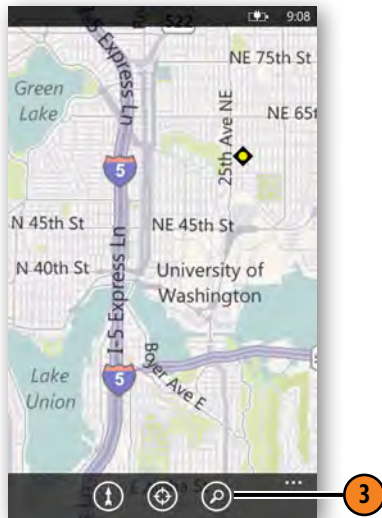 522
9:08
I-5 Express Ln
NE 75th St
Green
Lake
NE 65t
25th Ave NE
5
N 45th St
NE 45th St
I-5 Express Ln
N 40th St
University of
Washington
Boyer Ave E
Lake
Union
5
...
3